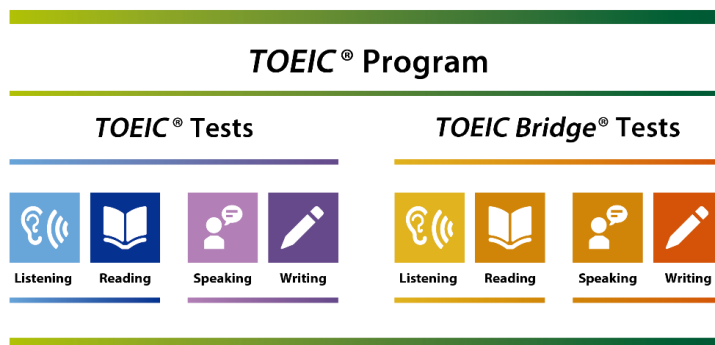 TOEIC® Program
TOEIC® Tests
Listening Reading Speaking Writing
TOEIC Bridge® Tests
Listening Reading Speaking Writing